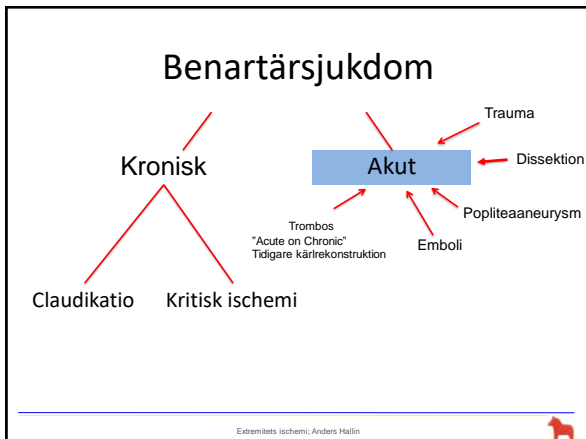 Benartärsjukdom
Trauma
Kronisk
Akut
Dissektion
Popliteaaneurysm
Trombos
"Acute on Chronic"
Tidigare kärlrekonstruktion
Emboli
Claudikatio
Kritisk ischemi
Extremitets ischemi; Anders Hallin